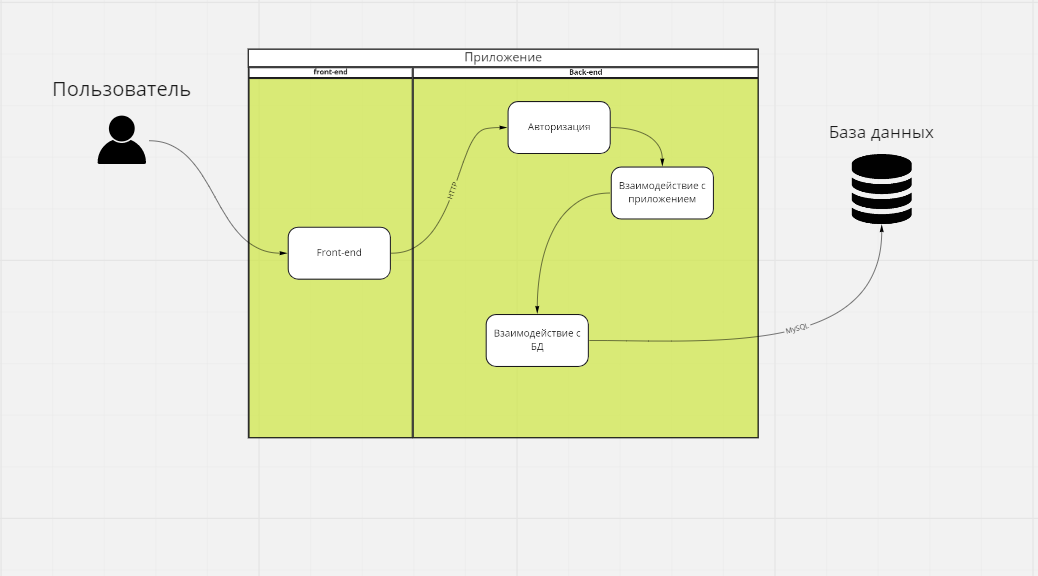 Приложение
front-end
Back-end
Пользователь
Авторизация
База данных
HTTP
Взаимодействие с
приложением
Front-end
Взаимодействие с
БД
MySQL